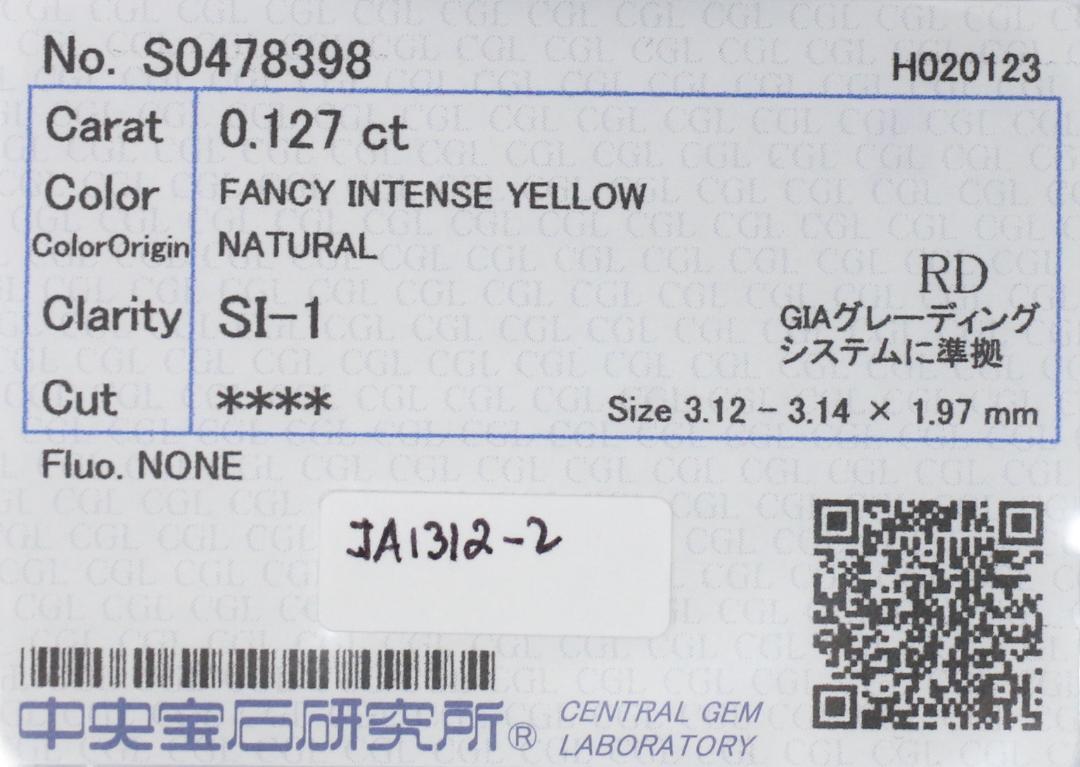 No. S0478398
H020123
Carat 0.127 ct
Color FANCY INTENSE YELLOW
ColorOrigin NATURAL
Clarity SI-1
RD
GIAグレーディング
システムに準拠
Cut ****
Size 3.12 - 3.14 × 1.97 mm
Fluo. NONE
JA1312-2
中央宝石研究所® CENTRAL GEM
LABORATORY